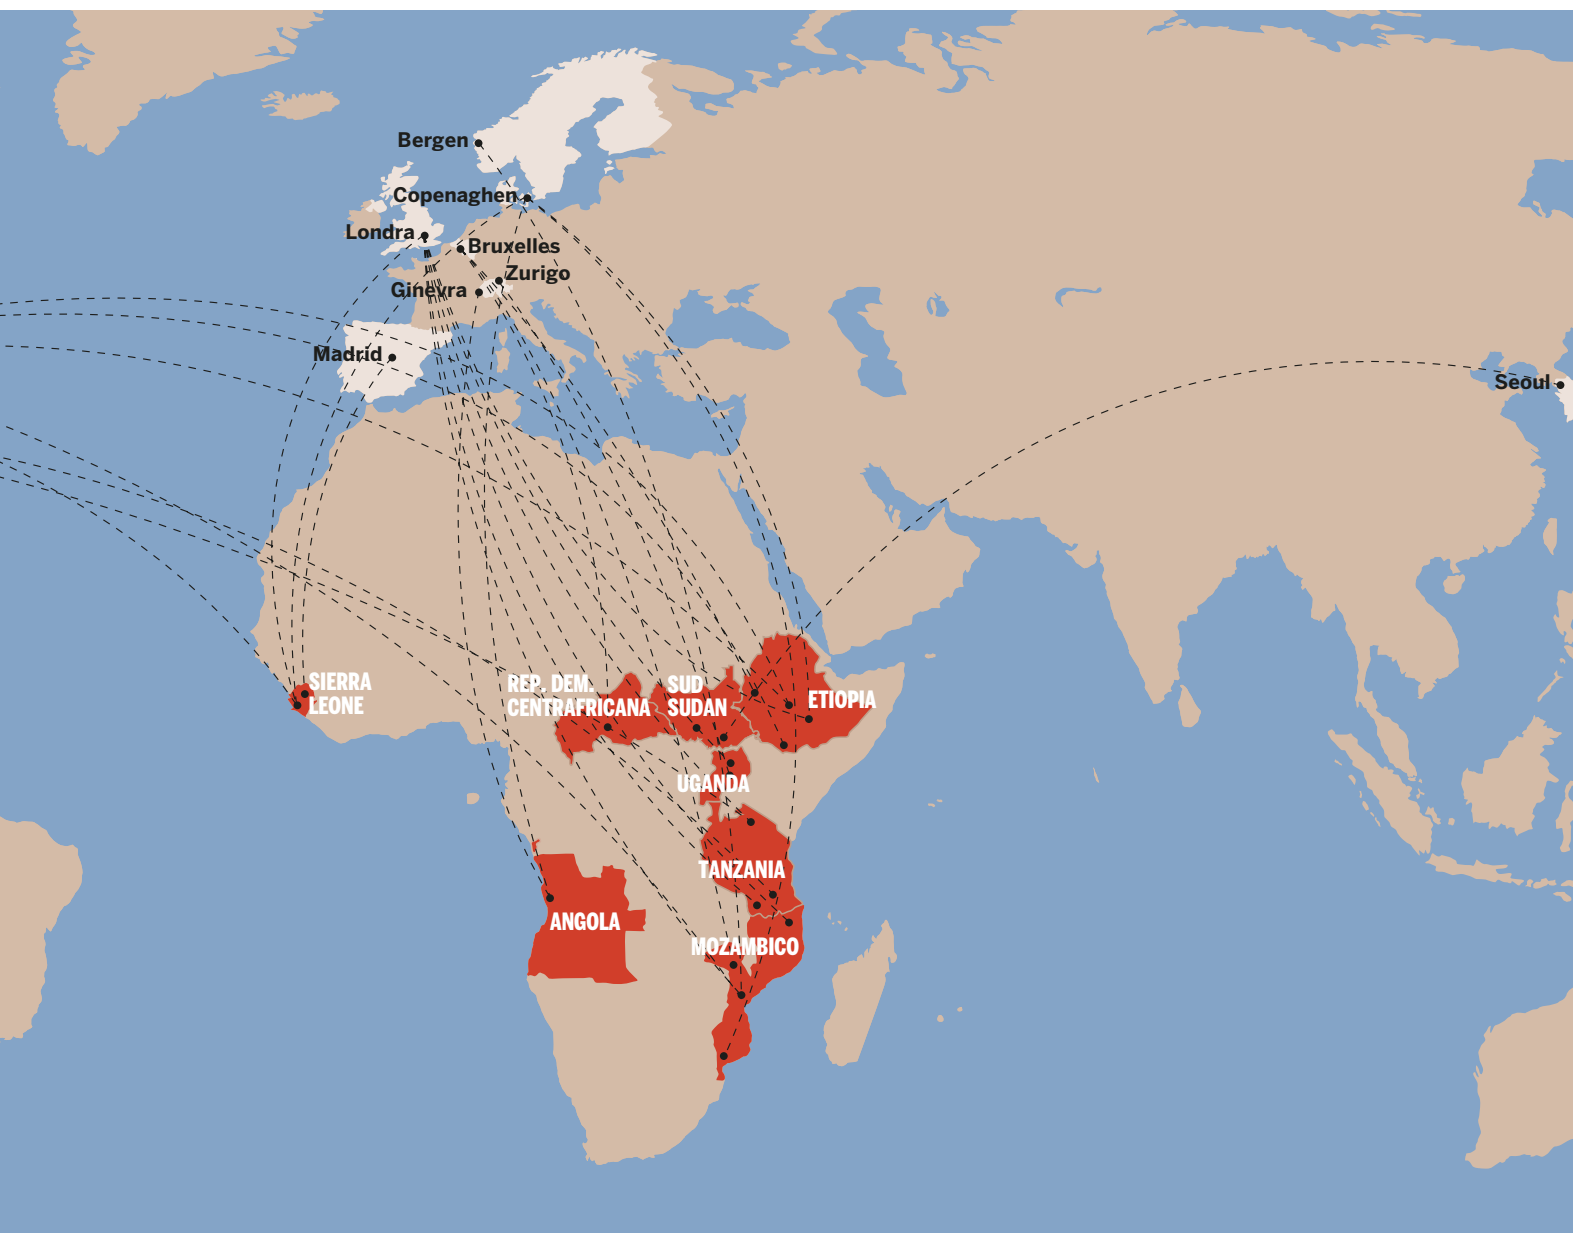 Bergen
Copenaghen
Londra
Bruxelles
Zurigo
Ginevra
Madrid
Seoul
SIERRA
LEONE
REP. DEM.
CENTRAFRICANA
SUD
SUDAN
ETIOPIA
UGANDA
TANZANIA
ANGOLA
MOZAMBICO